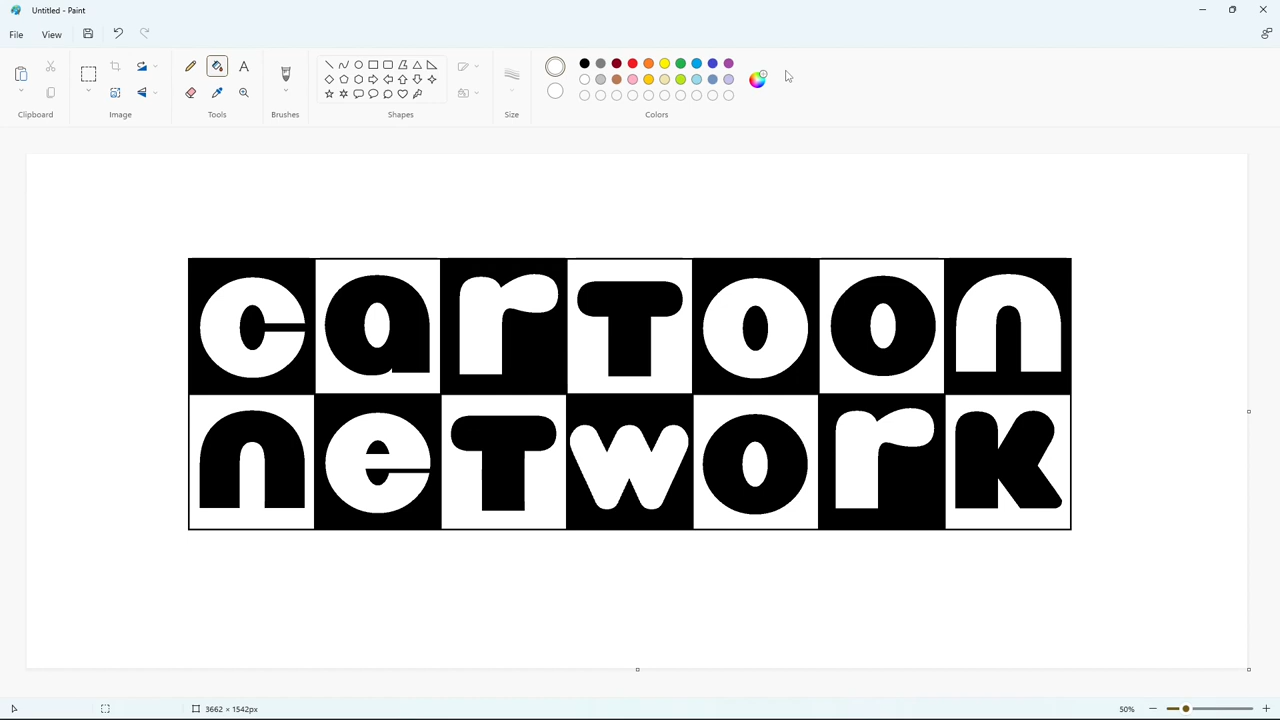 Untitled - Paint
File View
Clipboard Image Tools Brushes Shapes Size Colors
A
carToon
neTwork
3662 × 1542px 50%